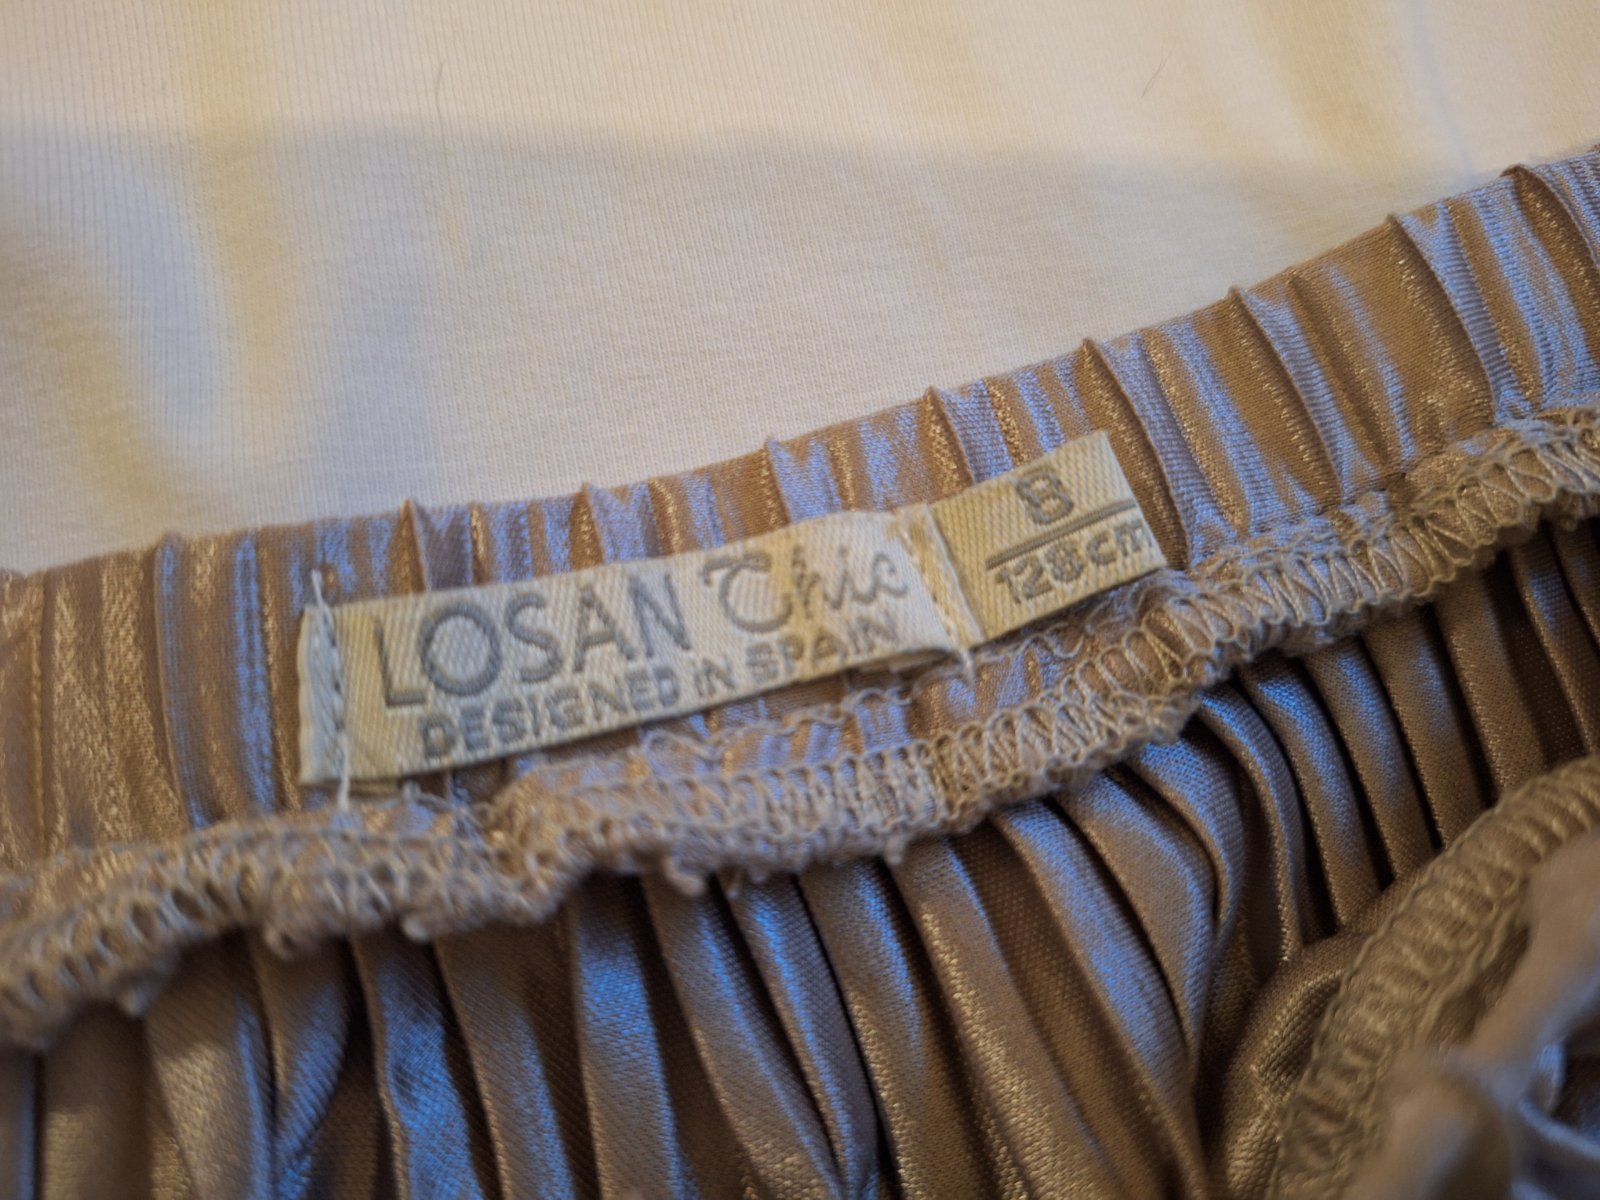 LOSAN Chic
DESIGNED IN SPAIN
8
128cm